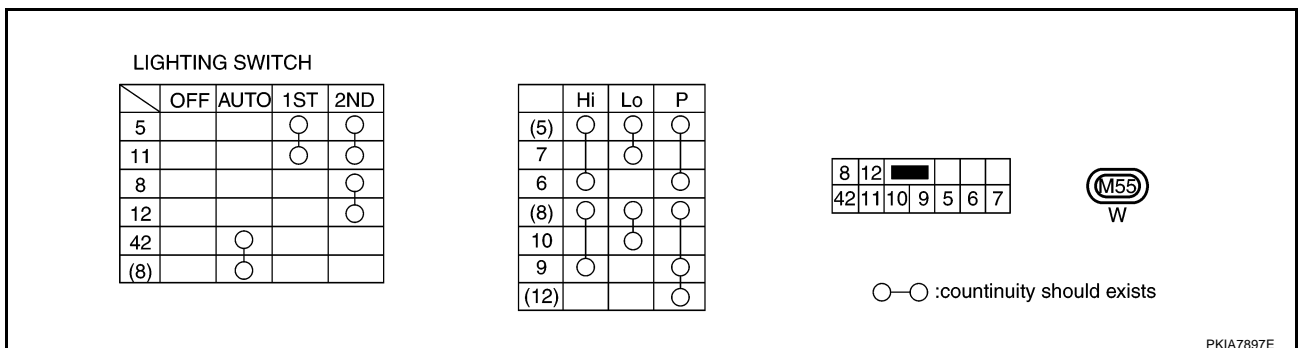 LIGHTING SWITCH
OFF AUTO 1ST 2ND
5
11
8
12
42
(8)
Hi Lo P
(5)
7
6
(8)
10
9
(12)
8 12
42 11 10 9 5 6 7
M55
W
:countinuity should exists
PKIA7897E